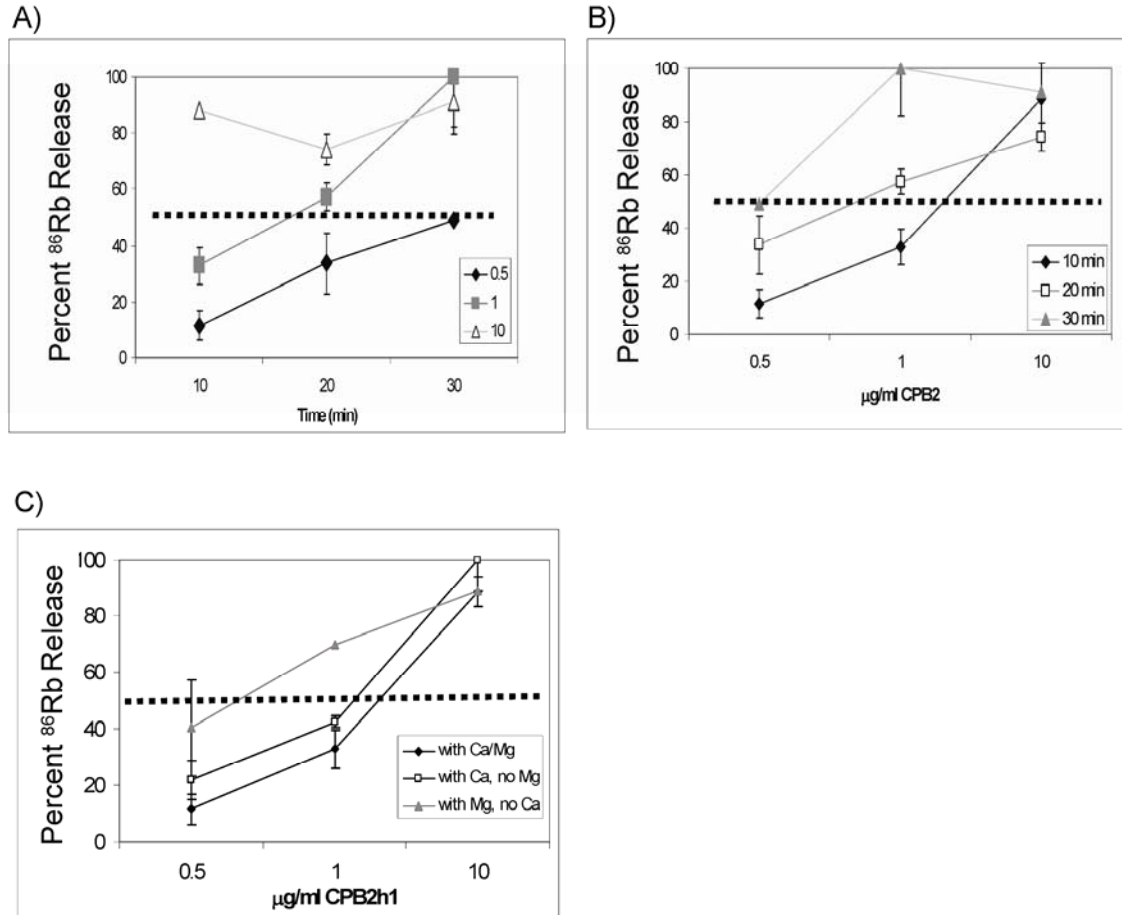 A)
Percent ⁸⁶Rb Release
100
80
60
40
20
0
10
20
30
Time (min)
0.5
1
10
B)
Percent ⁸⁶Rb Release
100
80
60
40
20
0
0.5
1
10
µg/ml CPB2
10 min
20 min
30 min
C)
Percent ⁸⁶Rb Release
100
80
60
40
20
0
0.5
1
10
µg/ml CPB2h1
with Ca/Mg
with Ca, no Mg
with Mg, no Ca